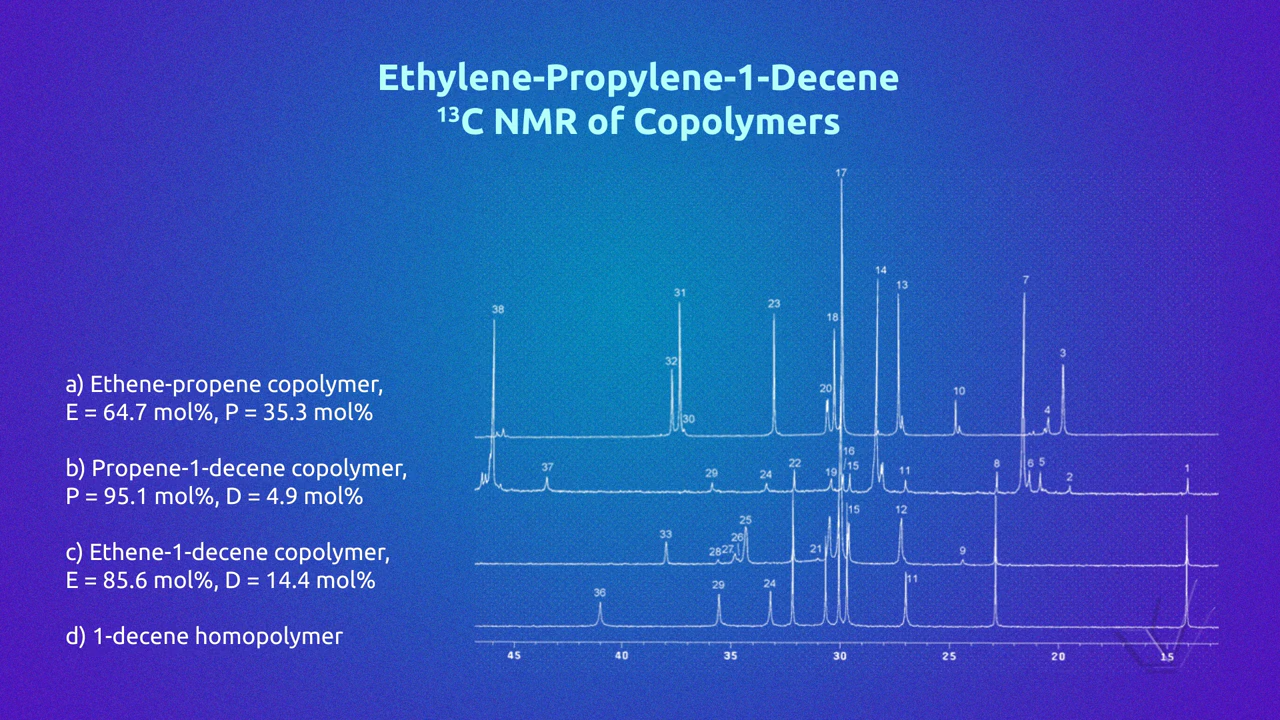 Ethylene-Propylene-1-Decene
¹³C NMR of Copolymers
a) Ethene-propene copolymer,
E = 64.7 mol%, P = 35.3 mol%
b) Propene-1-decene copolymer,
P = 95.1 mol%, D = 4.9 mol%
c) Ethene-1-decene copolymer,
E = 85.6 mol%, D = 14.4 mol%
d) 1-decene homopolymer
38 32 31 30 23 20 18 17 14 13 10 7 4 3
37 29 24 22 19 16 15 11 8 6 5 2 1
33 28 27 26 25 21 15 12 9
36 29 24 11
45 40 35 30 25 20 15